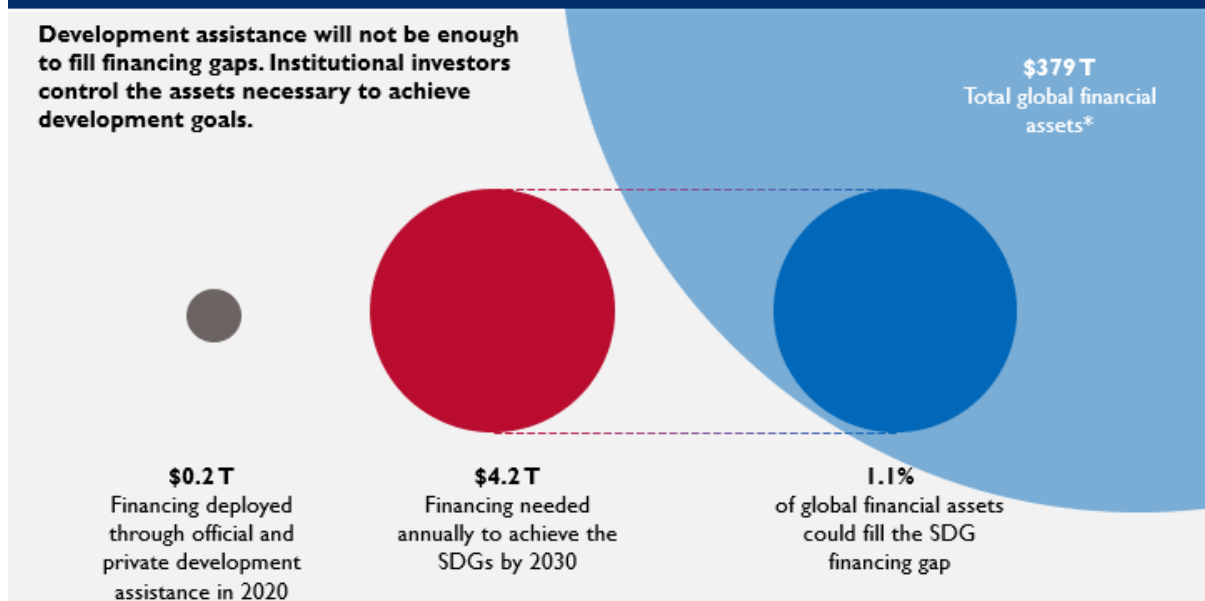 Development assistance will not be enough
to fill financing gaps. Institutional investors
control the assets necessary to achieve
development goals.
$379 T
Total global financial
assets*
$0.2 T
Financing deployed
through official and
private development
assistance in 2020
$4.2 T
Financing needed
annually to achieve the
SDGs by 2030
1.1%
of global financial assets
could fill the SDG
financing gap